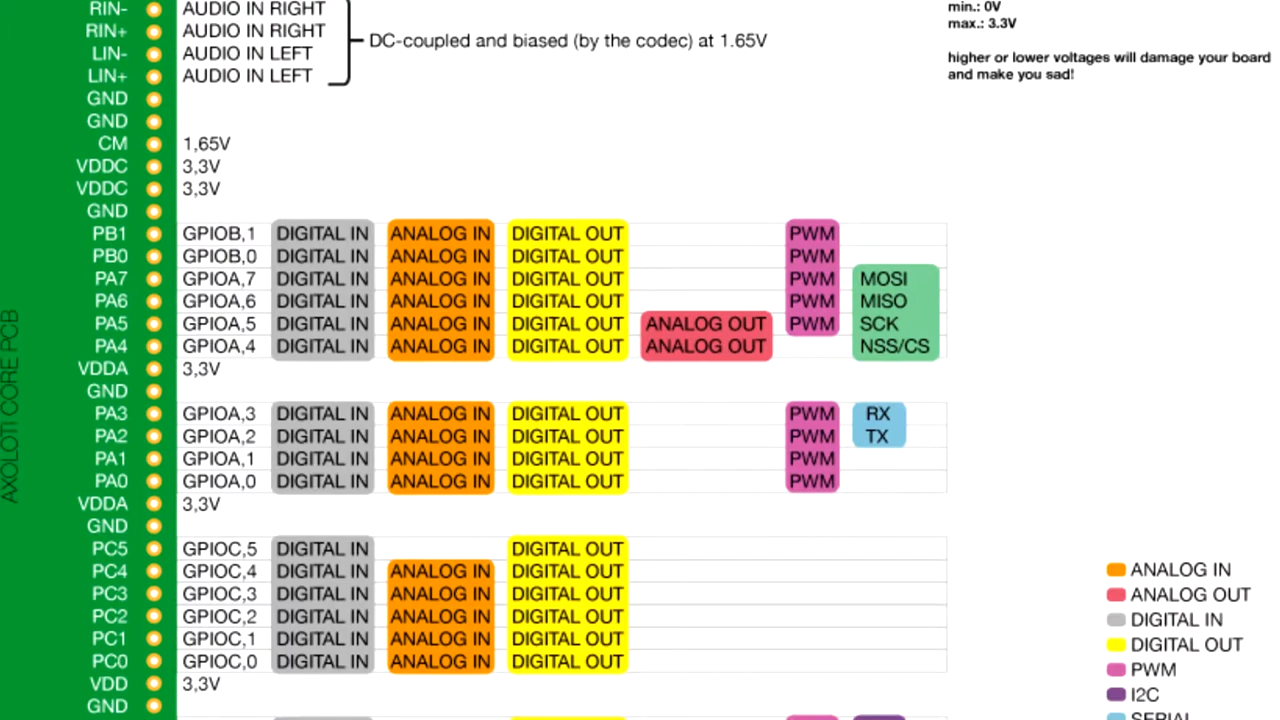 RIN- AUDIO IN RIGHT
RIN+ AUDIO IN RIGHT
LIN- AUDIO IN LEFT
LIN+ AUDIO IN LEFT
DC-coupled and biased (by the codec) at 1.65V
min.: 0V
max.: 3.3V
higher or lower voltages will damage your board
and make you sad!
GND
GND
CM 1,65V
VDDC 3,3V
VDDC 3,3V
GND
PB1 GPIOB,1 DIGITAL IN ANALOG IN DIGITAL OUT PWM
PB0 GPIOB,0 DIGITAL IN ANALOG IN DIGITAL OUT PWM
PA7 GPIOA,7 DIGITAL IN ANALOG IN DIGITAL OUT PWM MOSI
PA6 GPIOA,6 DIGITAL IN ANALOG IN DIGITAL OUT PWM MISO
PA5 GPIOA,5 DIGITAL IN ANALOG IN DIGITAL OUT ANALOG OUT PWM SCK
PA4 GPIOA,4 DIGITAL IN ANALOG IN DIGITAL OUT ANALOG OUT NSS/CS
VDDA 3,3V
GND
PA3 GPIOA,3 DIGITAL IN ANALOG IN DIGITAL OUT PWM RX
PA2 GPIOA,2 DIGITAL IN ANALOG IN DIGITAL OUT PWM TX
PA1 GPIOA,1 DIGITAL IN ANALOG IN DIGITAL OUT PWM
PA0 GPIOA,0 DIGITAL IN ANALOG IN DIGITAL OUT PWM
VDDA 3,3V
GND
PC5 GPIOC,5 DIGITAL IN DIGITAL OUT
PC4 GPIOC,4 DIGITAL IN ANALOG IN DIGITAL OUT
PC3 GPIOC,3 DIGITAL IN ANALOG IN DIGITAL OUT
PC2 GPIOC,2 DIGITAL IN ANALOG IN DIGITAL OUT
PC1 GPIOC,1 DIGITAL IN ANALOG IN DIGITAL OUT
PC0 GPIOC,0 DIGITAL IN ANALOG IN DIGITAL OUT
VDD 3,3V
GND
AXOLOTI CORE PCB
ANALOG IN
ANALOG OUT
DIGITAL IN
DIGITAL OUT
PWM
I2C
SERIAL